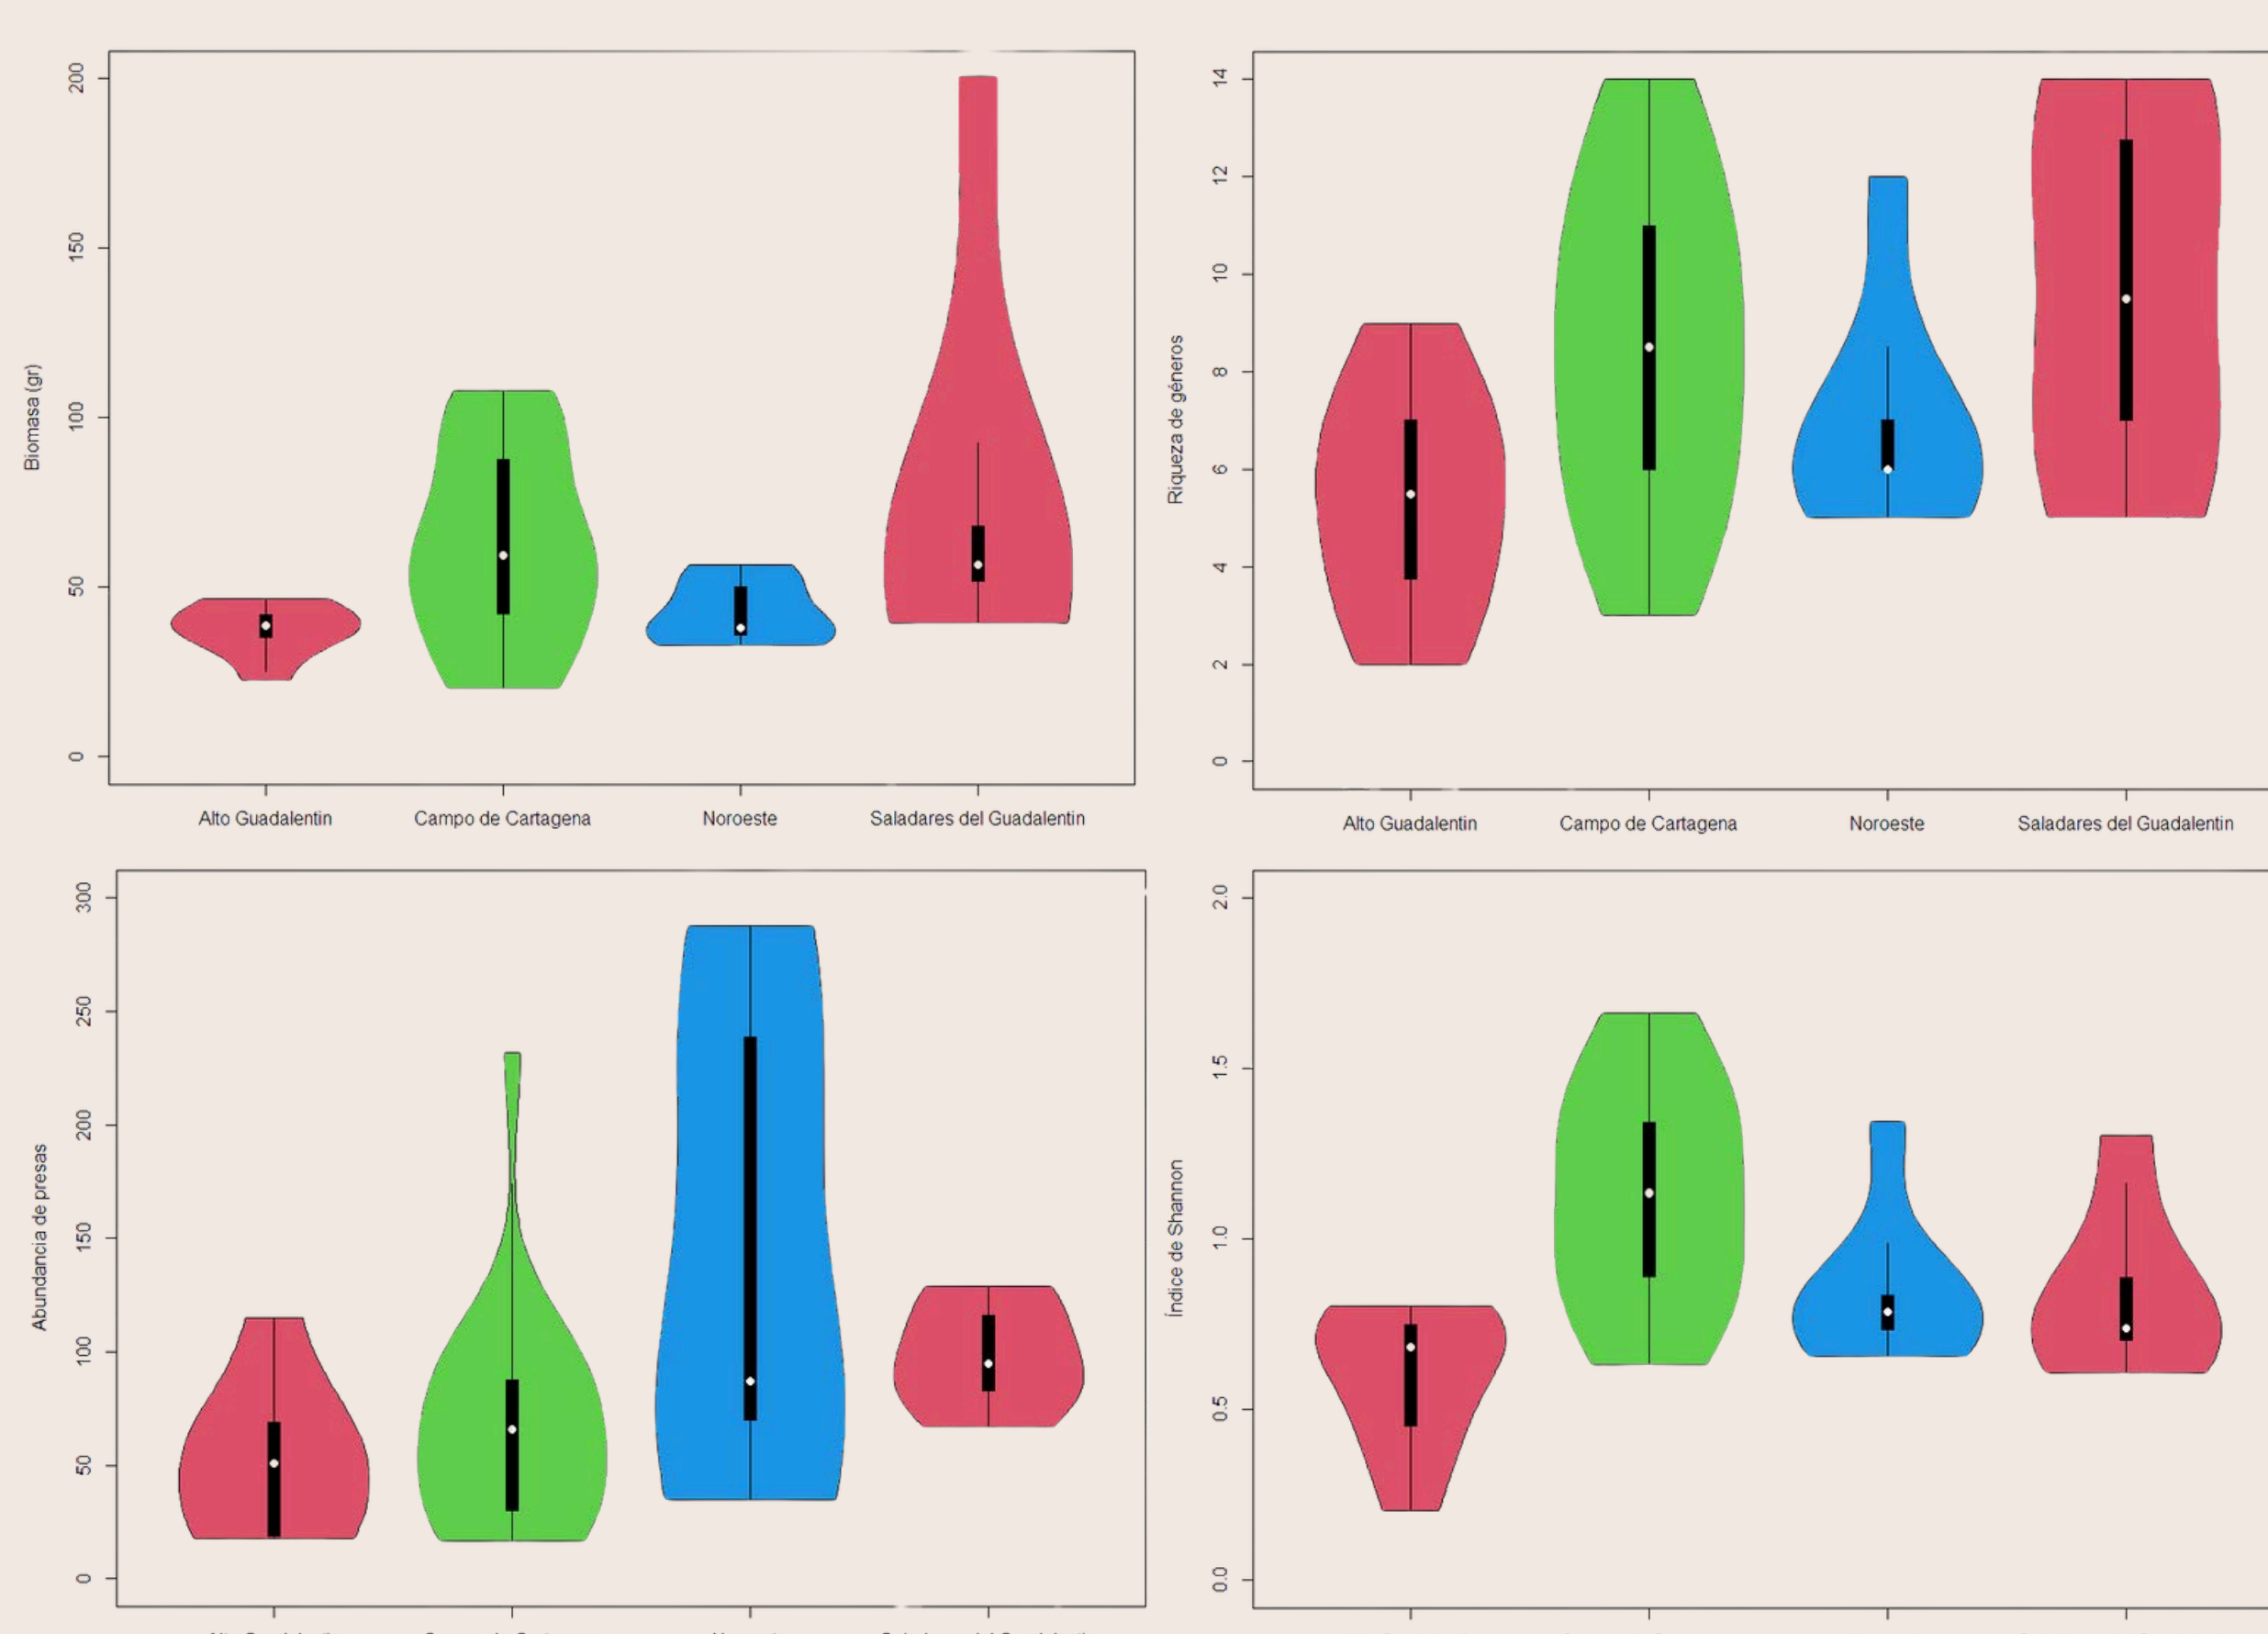 Biomasa (gr)
200
150
100
50
0
Alto Guadalentin
Campo de Cartagena
Noroeste
Saladares del Guadalentin
Riqueza de géneros
14
12
10
8
6
4
2
0
Alto Guadalentin
Campo de Cartagena
Noroeste
Saladares del Guadalentin
Abundancia de presas
300
250
200
150
100
50
0
Índice de Shannon
2.0
1.5
1.0
0.5
0.0